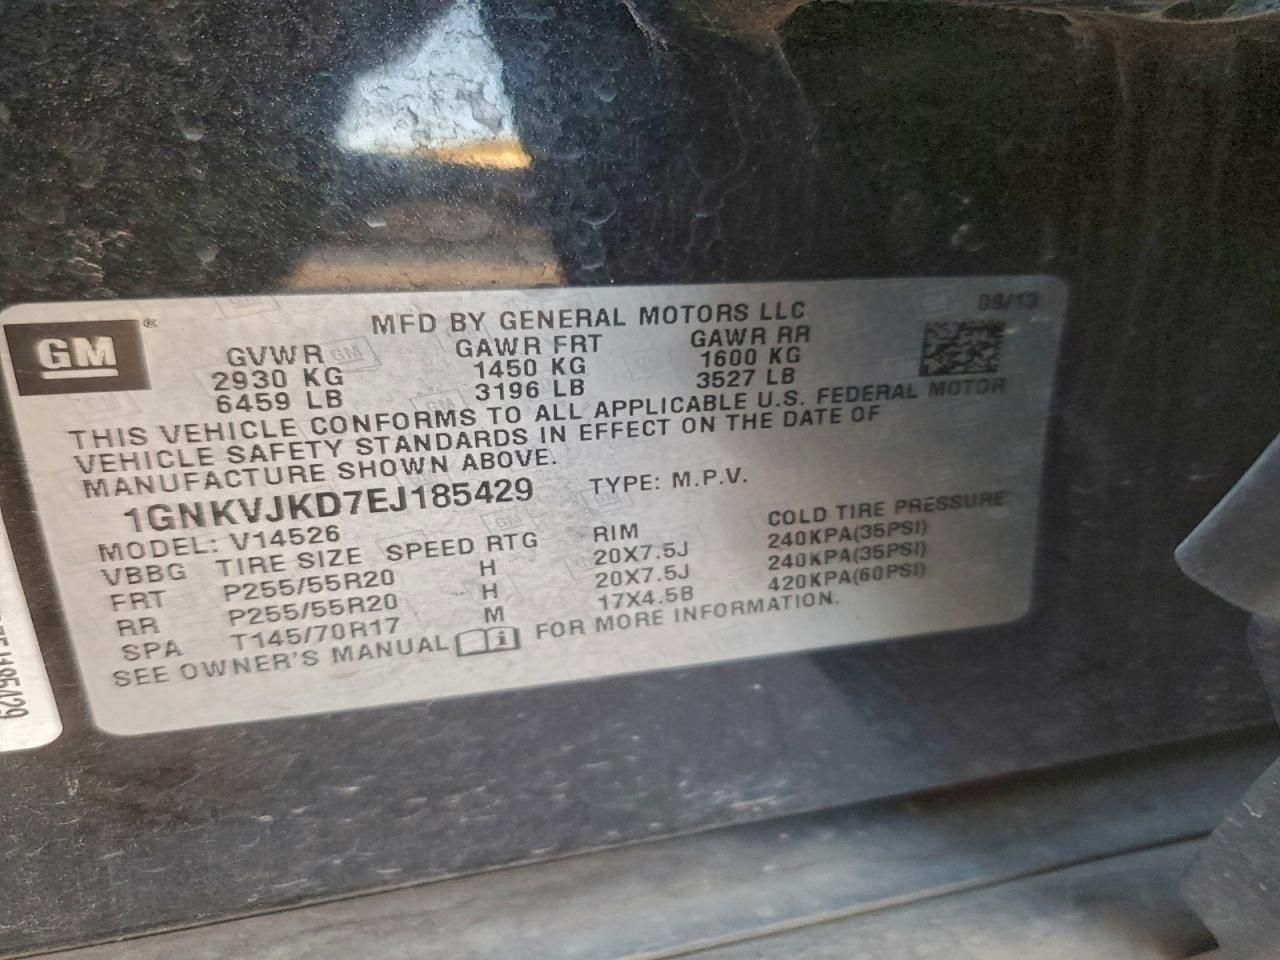 GM ®
MFD BY GENERAL MOTORS LLC
09/13
GVWR GAWR FRT GAWR RR
2930 KG 1450 KG 1600 KG
6459 LB 3196 LB 3527 LB
THIS VEHICLE CONFORMS TO ALL APPLICABLE U.S. FEDERAL MOTOR
VEHICLE SAFETY STANDARDS IN EFFECT ON THE DATE OF
MANUFACTURE SHOWN ABOVE.
1GNKVJKD7EJ185429 TYPE: M.P.V.
MODEL: V14526
VBBG TIRE SIZE SPEED RTG RIM COLD TIRE PRESSURE
FRT P255/55R20 H 20X7.5J 240KPA(35PSI)
RR P255/55R20 H 20X7.5J 240KPA(35PSI)
SPA T145/70R17 M 17X4.5B 420KPA(60PSI)
SEE OWNER'S MANUAL i FOR MORE INFORMATION.